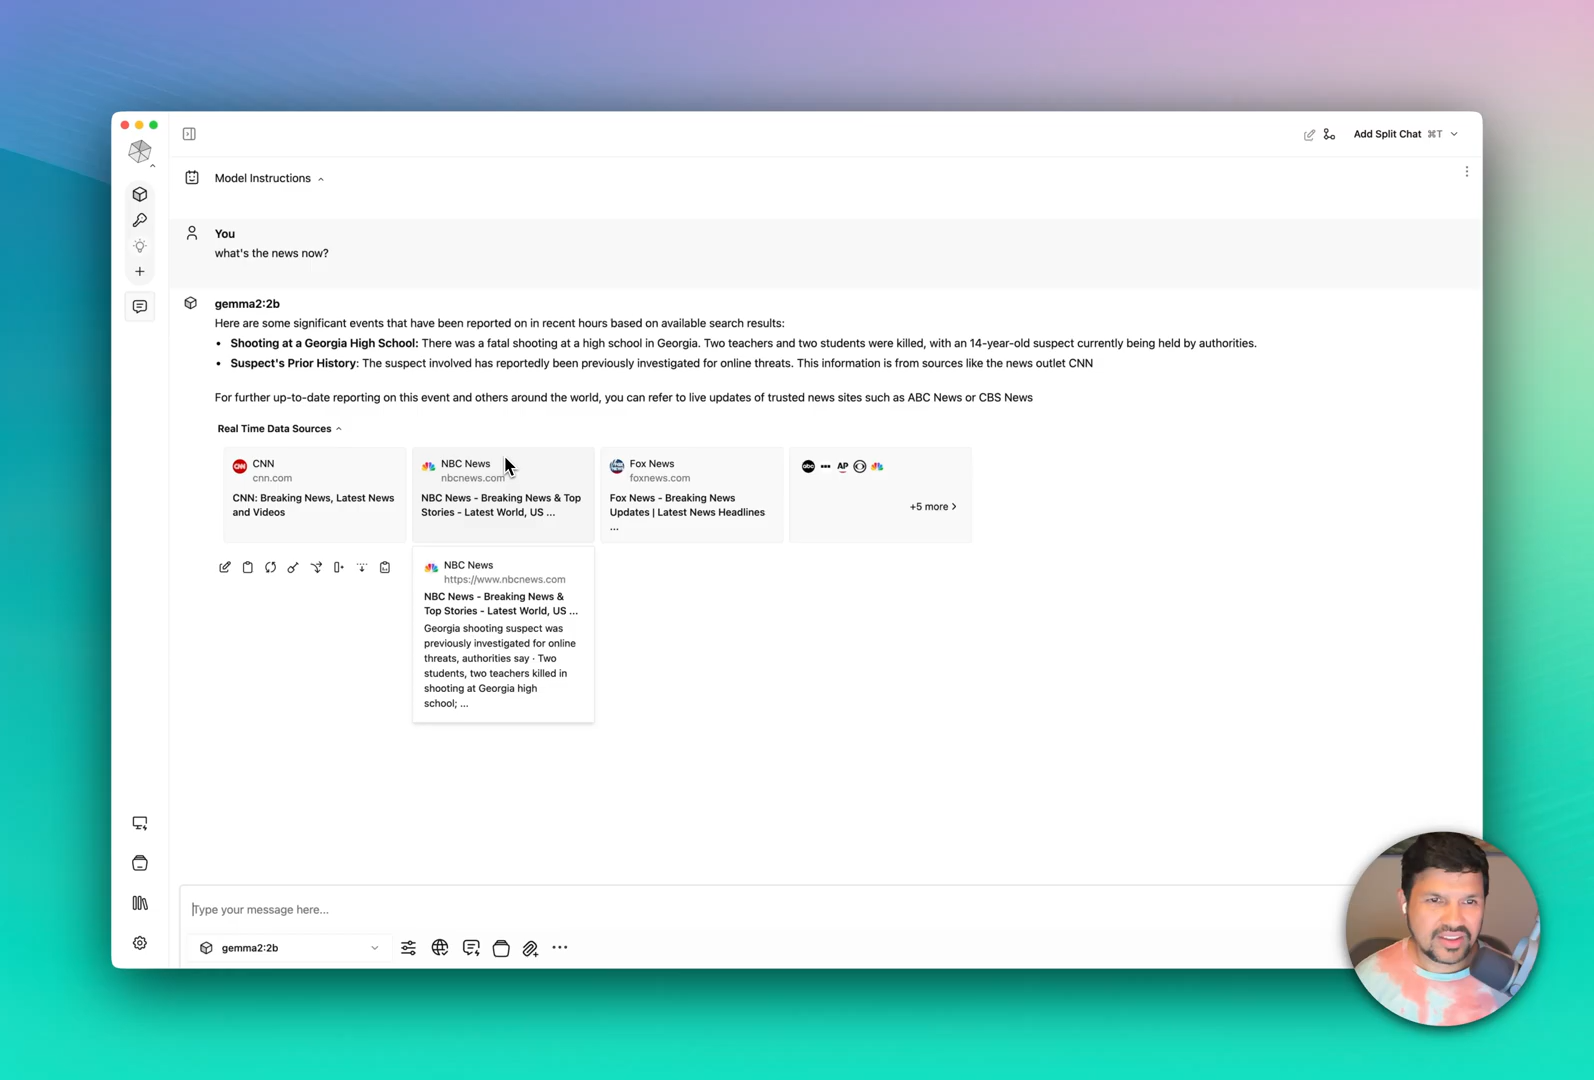 Add Split Chat ⌘T
Model Instructions
You
what's the news now?
gemma2:2b
Here are some significant events that have been reported on in recent hours based on available search results:
• Shooting at a Georgia High School: There was a fatal shooting at a high school in Georgia. Two teachers and two students were killed, with an 14-year-old suspect currently being held by authorities.
• Suspect's Prior History: The suspect involved has reportedly been previously investigated for online threats. This information is from sources like the news outlet CNN
For further up-to-date reporting on this event and others around the world, you can refer to live updates of trusted news sites such as ABC News or CBS News
Real Time Data Sources
CNN
cnn.com
CNN: Breaking News, Latest News
and Videos
NBC News
nbcnews.com
NBC News - Breaking News & Top
Stories - Latest World, US ...
Fox News
foxnews.com
Fox News - Breaking News
Updates | Latest News Headlines
...
abc AP
+5 more
NBC News
https://www.nbcnews.com
NBC News - Breaking News &
Top Stories - Latest World, US ...
Georgia shooting suspect was
previously investigated for online
threats, authorities say · Two
students, two teachers killed in
shooting at Georgia high
school; ...
Type your message here...
gemma2:2b